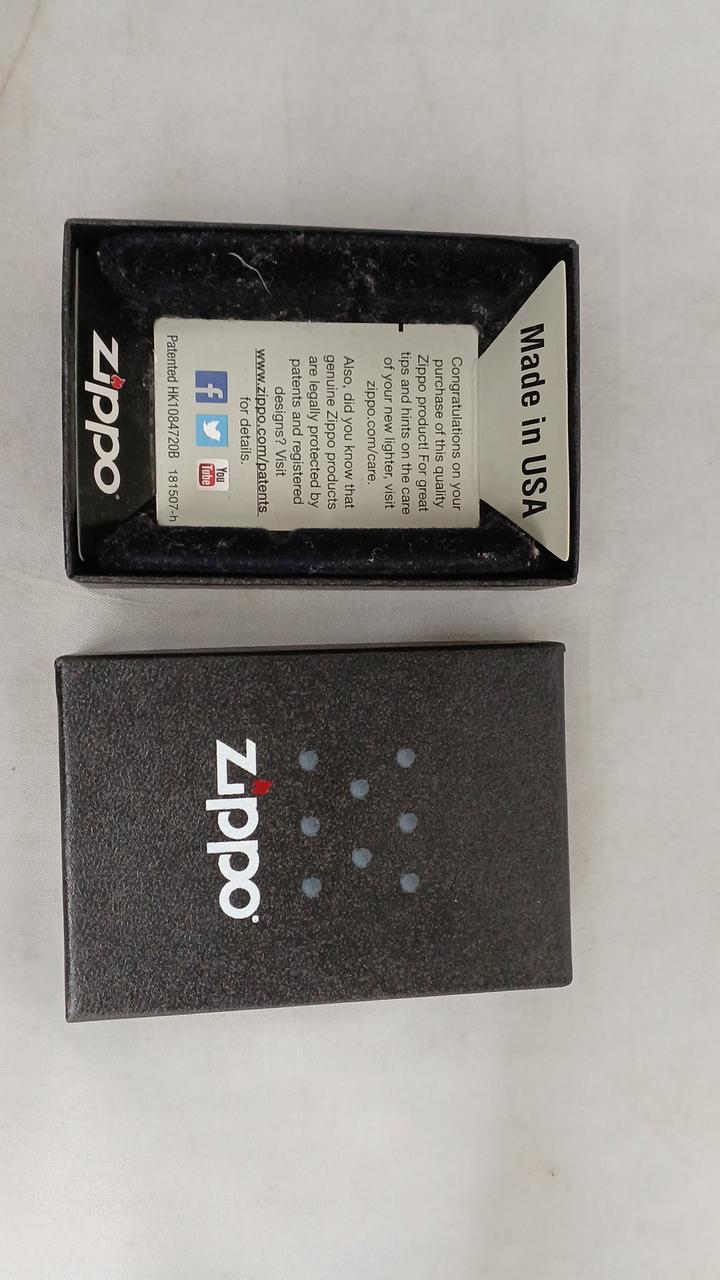 Made in USA
Congratulations on your
purchase of this quality
Zippo product! For great
tips and hints on the care
of your new lighter, visit
zippo.com/care.
Also, did you know that
genuine Zippo products
are legally protected by
patents and registered
designs? Visit
www.zippo.com/patents
for details.
f
You
Tube
Patented HK1084720B 181507-h
zippo
zippo